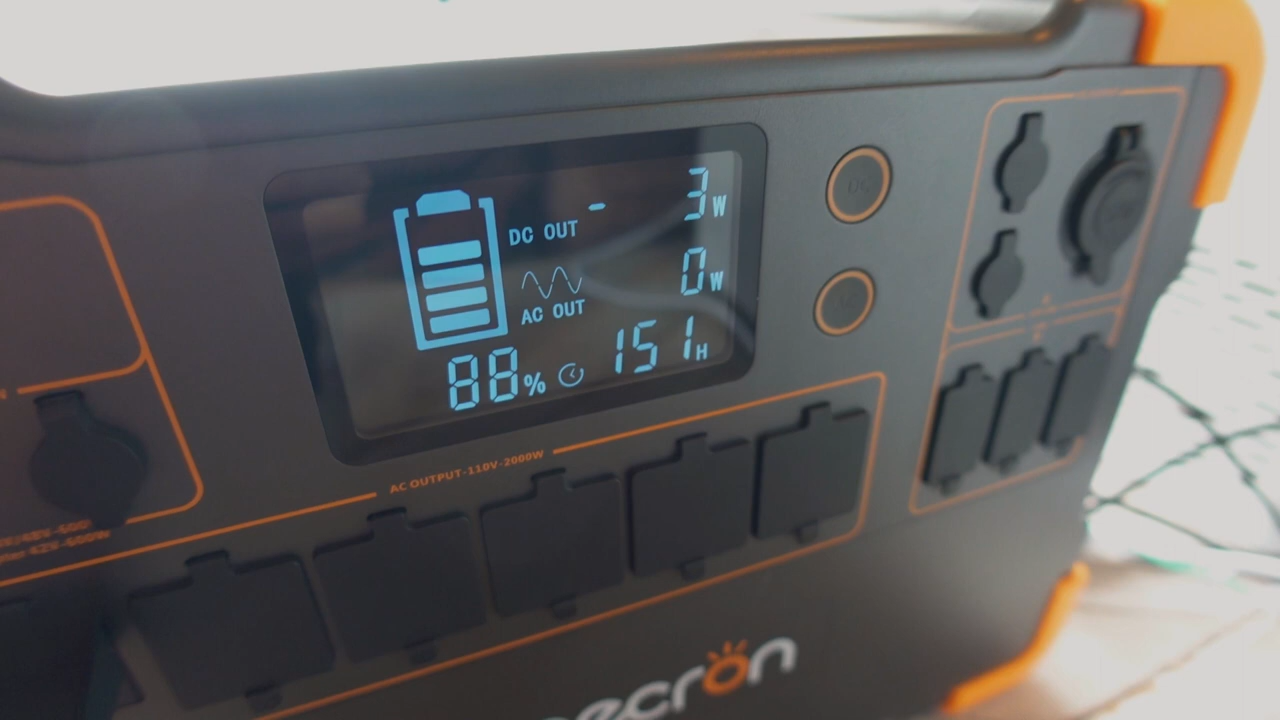 - 3W
DC OUT
0W
AC OUT
88% 151H
AC OUTPUT-110V-2000W
ecron